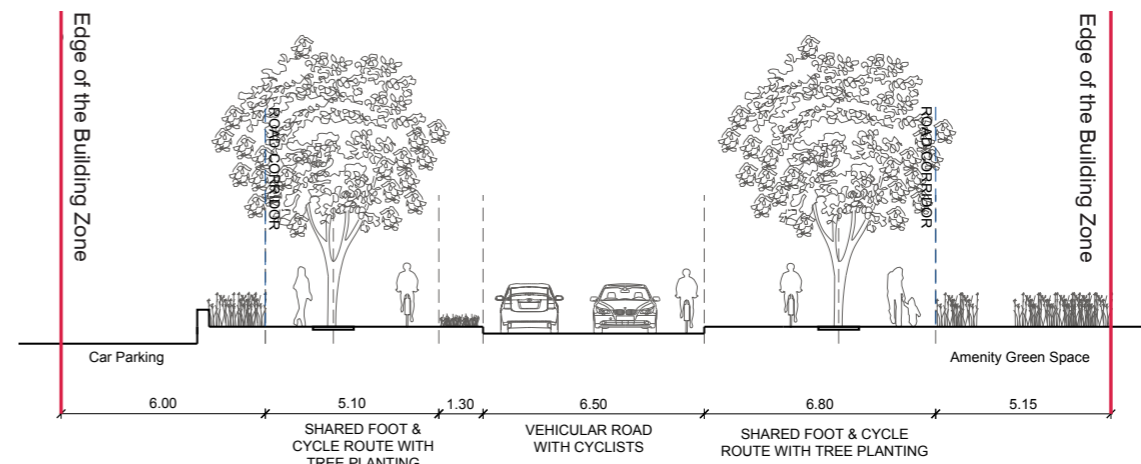 Edge of the Building Zone
Edge of the Building Zone
ROAD CORRIDOR
ROAD CORRIDOR
Car Parking
Amenity Green Space
6.00
5.10
1.30
6.50
6.80
5.15
SHARED FOOT &
CYCLE ROUTE WITH
TREE PLANTING
VEHICULAR ROAD
WITH CYCLISTS
SHARED FOOT & CYCLE
ROUTE WITH TREE PLANTING